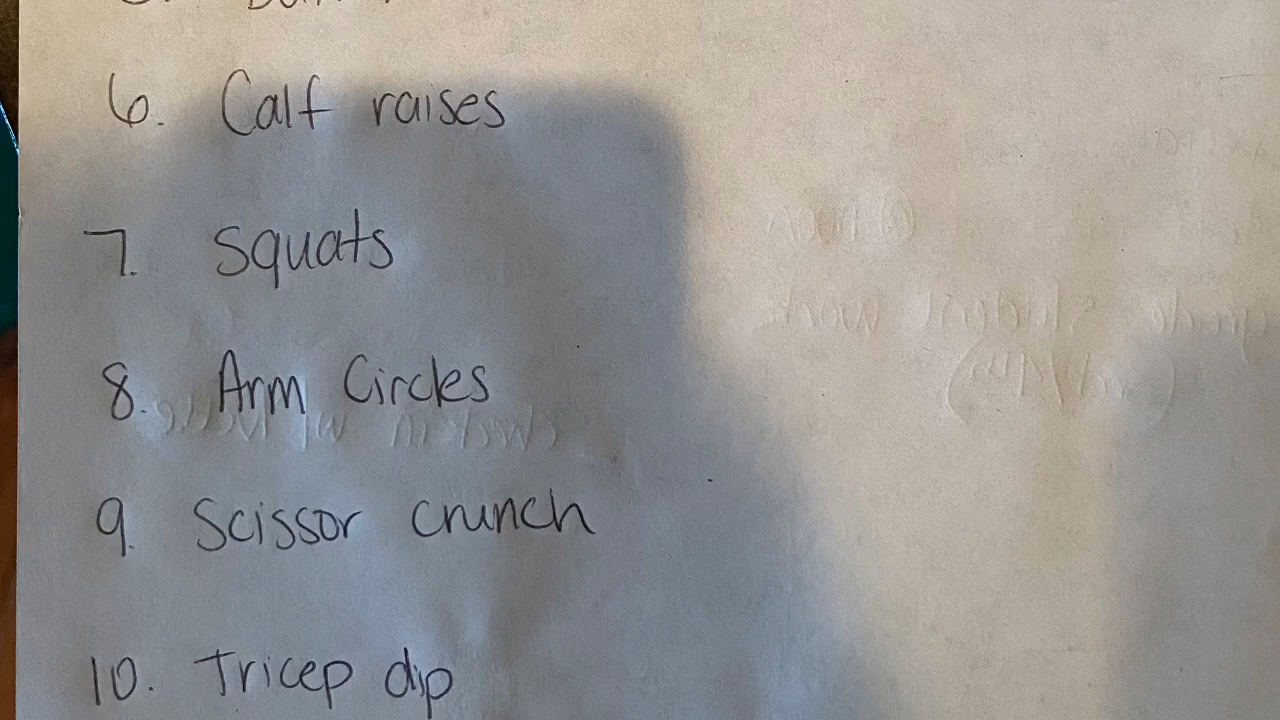 6. Calf raises
7. Squats
8. Arm Circles
9. Scissor crunch
10. Tricep dip